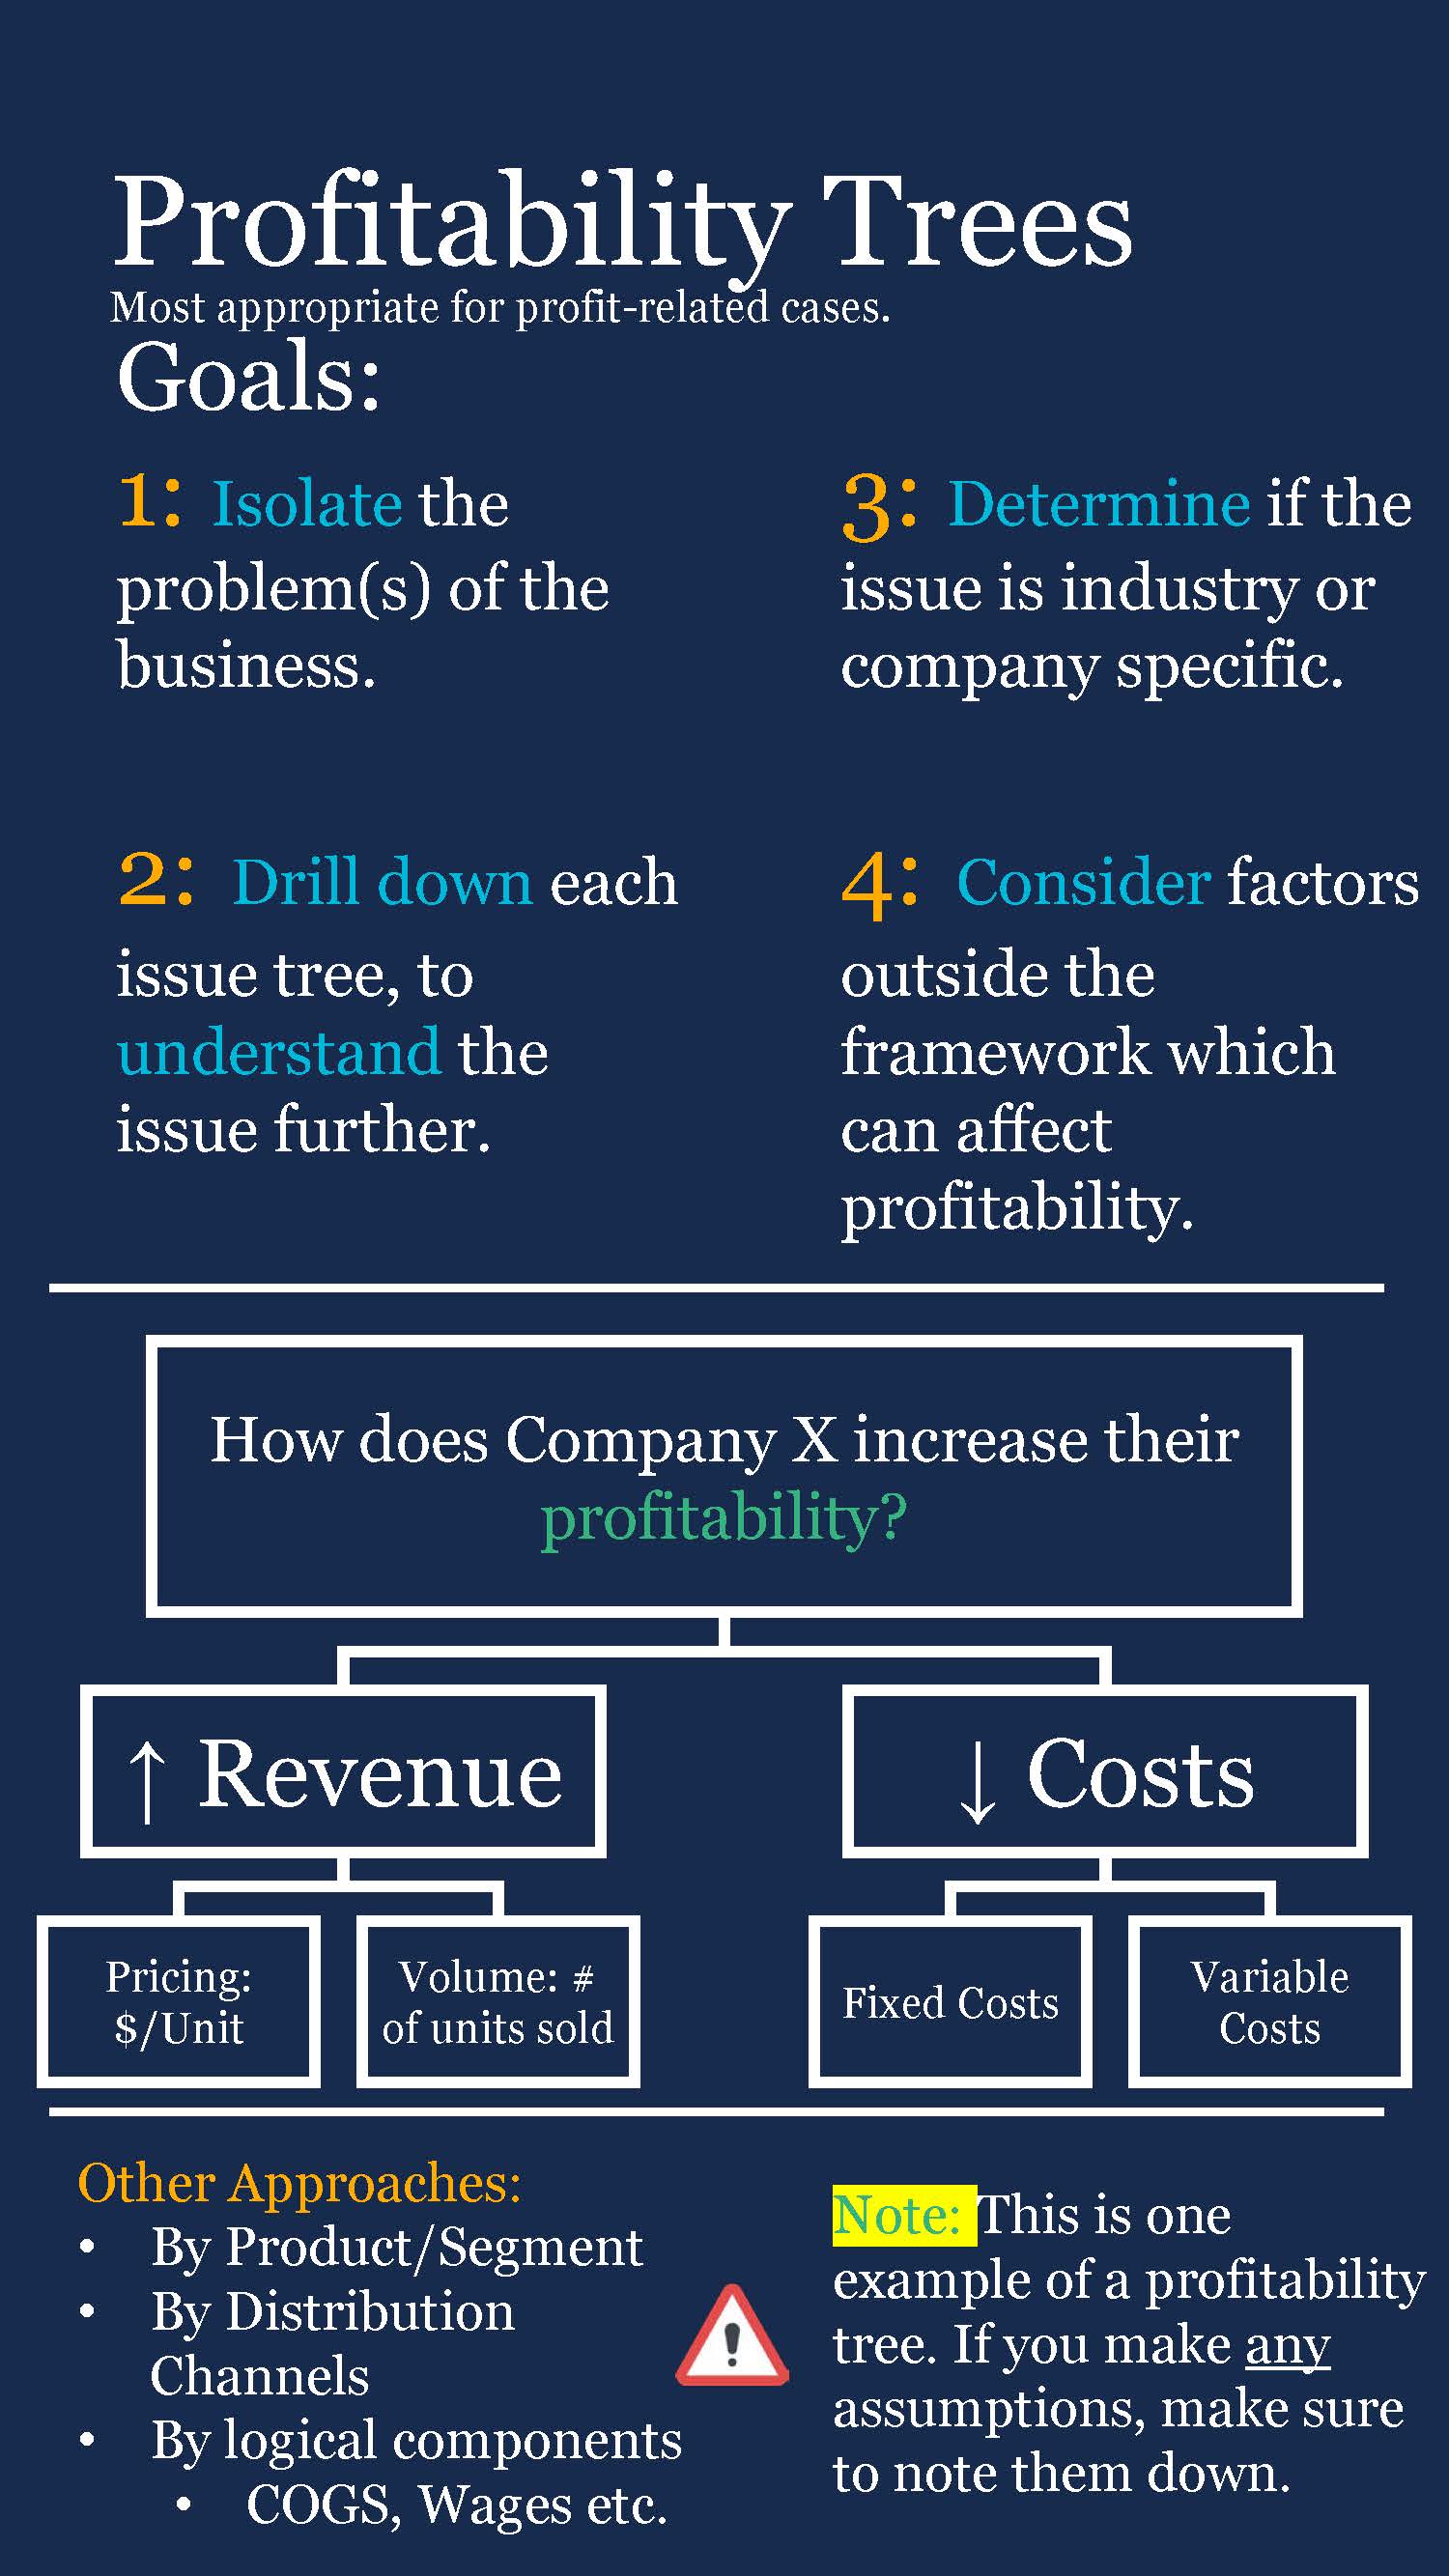 Profitability Trees
Most appropriate for profit-related cases.
Goals:
1: Isolate the
problem(s) of the
business.
2: Drill down each
issue tree, to
understand the
issue further.
3: Determine if the
issue is industry or
company specific.
4: Consider factors
outside the
framework which
can affect
profitability.
How does Company X increase their
profitability?
↑ Revenue
↓ Costs
Pricing:
$/Unit
Volume: #
of units sold
Fixed Costs
Variable
Costs
Other Approaches:
• By Product/Segment
• By Distribution
Channels
• By logical components
• COGS, Wages etc.
Note: This is one
example of a profitability
tree. If you make any
assumptions, make sure
to note them down.